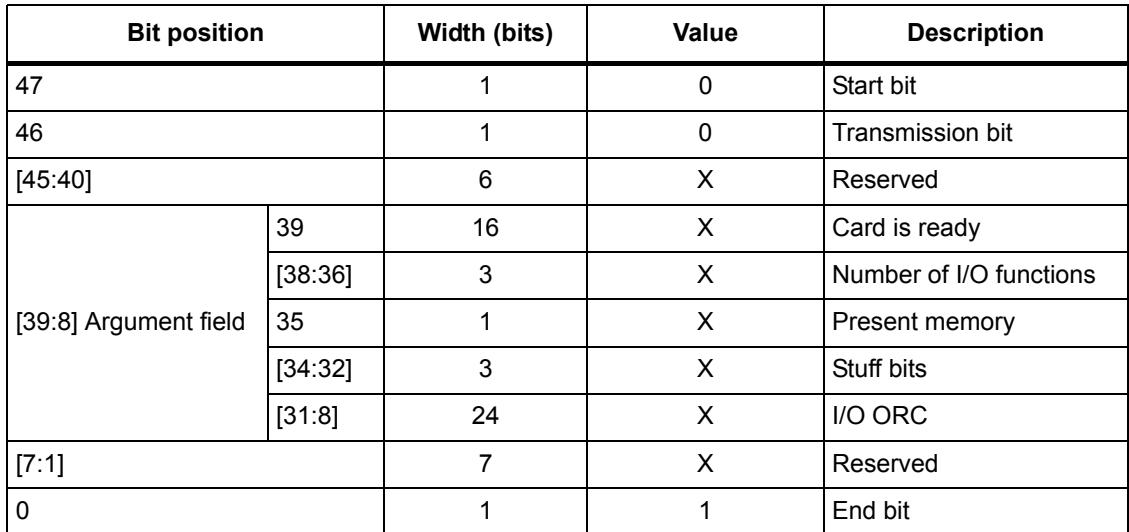 Bit position Width (bits) Value Description
47 1 0 Start bit
46 1 0 Transmission bit
[45:40] 6 X Reserved
[39:8] Argument field 39 16 X Card is ready
[38:36] 3 X Number of I/O functions
35 1 X Present memory
[34:32] 3 X Stuff bits
[31:8] 24 X I/O ORC
[7:1] 7 X Reserved
0 1 1 End bit